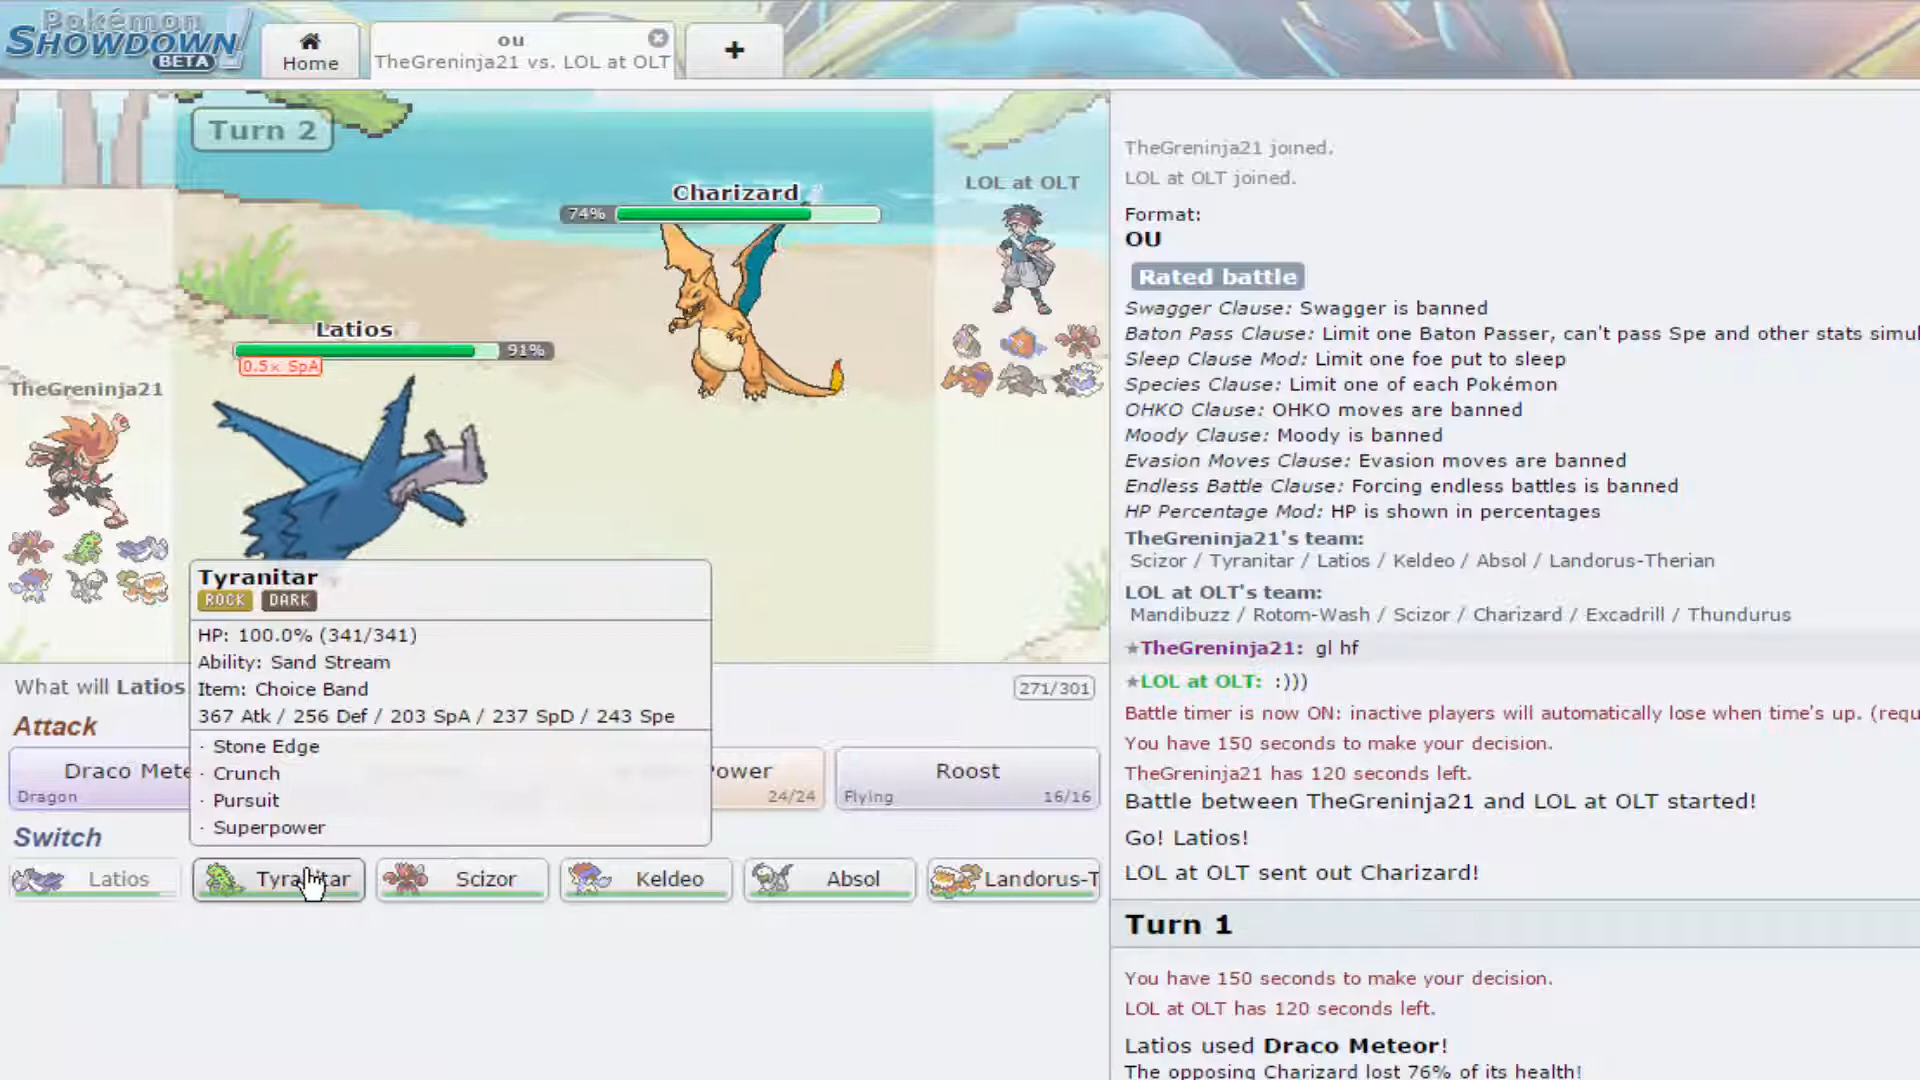 Pokémon
SHOWDOWN
BETA
Home
ou
TheGreninja21 vs. LOL at OLT
Turn 2
Charizard
74%
Latios
91%
0.5× SpA
TheGreninja21
LOL at OLT
Tyranitar
ROCK DARK
HP: 100.0% (341/341)
Ability: Sand Stream
Item: Choice Band
367 Atk / 256 Def / 203 SpA / 237 SpD / 243 Spe
· Stone Edge
· Crunch
· Pursuit
· Superpower
What will Latios
271/301
Attack
Draco Mete
Dragon
Power
24/24
Roost
Flying 16/16
Switch
Latios
Tyranitar
Scizor
Keldeo
Absol
Landorus-T
TheGreninja21 joined.
LOL at OLT joined.
Format:
OU
Rated battle
Swagger Clause: Swagger is banned
Baton Pass Clause: Limit one Baton Passer, can't pass Spe and other stats simul
Sleep Clause Mod: Limit one foe put to sleep
Species Clause: Limit one of each Pokémon
OHKO Clause: OHKO moves are banned
Moody Clause: Moody is banned
Evasion Moves Clause: Evasion moves are banned
Endless Battle Clause: Forcing endless battles is banned
HP Percentage Mod: HP is shown in percentages
TheGreninja21's team:
Scizor / Tyranitar / Latios / Keldeo / Absol / Landorus-Therian
LOL at OLT's team:
Mandibuzz / Rotom-Wash / Scizor / Charizard / Excadrill / Thundurus
★TheGreninja21: gl hf
★LOL at OLT: :)))
Battle timer is now ON: inactive players will automatically lose when time's up. (requ
You have 150 seconds to make your decision.
TheGreninja21 has 120 seconds left.
Battle between TheGreninja21 and LOL at OLT started!
Go! Latios!
LOL at OLT sent out Charizard!
Turn 1
You have 150 seconds to make your decision.
LOL at OLT has 120 seconds left.
Latios used Draco Meteor!
The opposing Charizard lost 76% of its health!